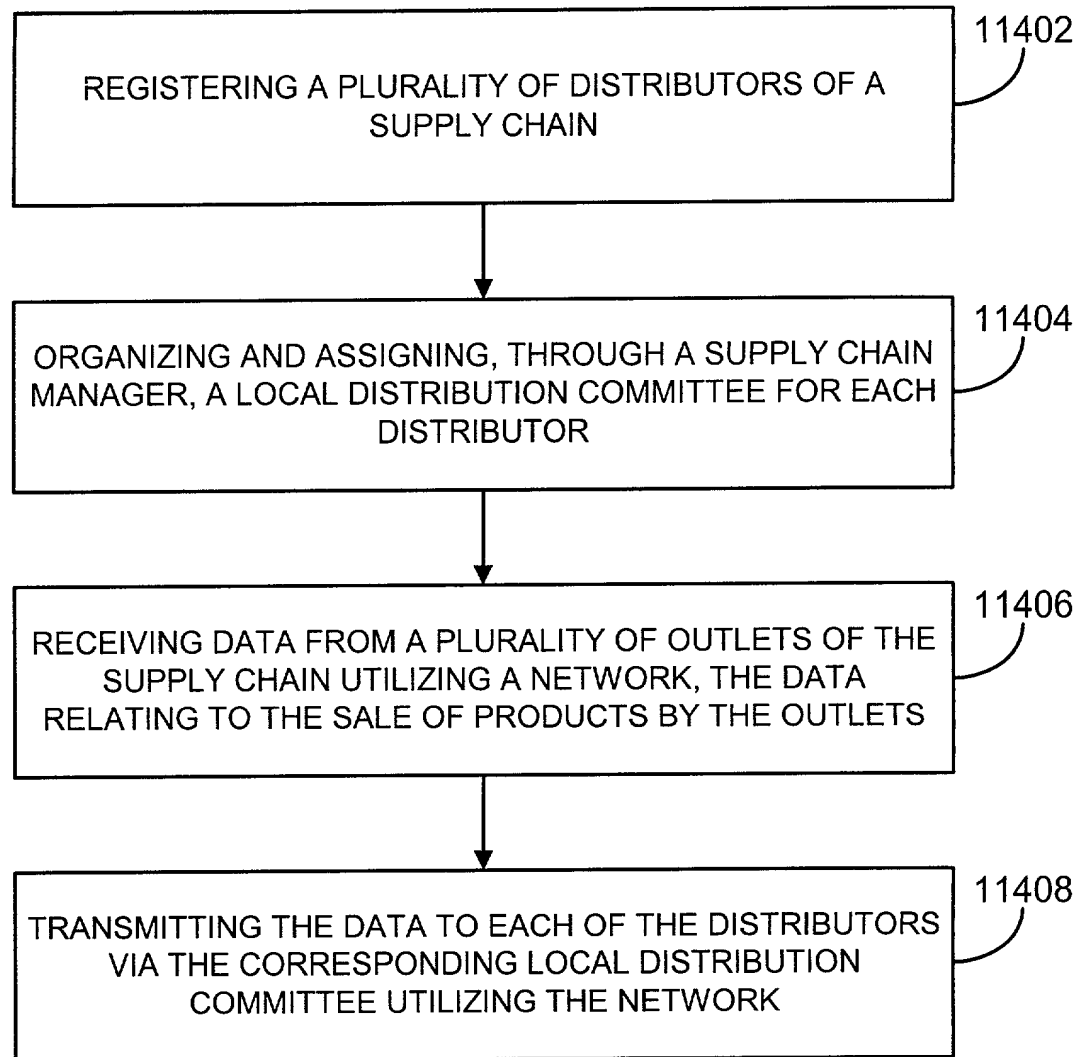 11402
REGISTERING A PLURALITY OF DISTRIBUTORS OF A
SUPPLY CHAIN
11404
ORGANIZING AND ASSIGNING, THROUGH A SUPPLY CHAIN
MANAGER, A LOCAL DISTRIBUTION COMMITTEE FOR EACH
DISTRIBUTOR
11406
RECEIVING DATA FROM A PLURALITY OF OUTLETS OF THE
SUPPLY CHAIN UTILIZING A NETWORK, THE DATA
RELATING TO THE SALE OF PRODUCTS BY THE OUTLETS
11408
TRANSMITTING THE DATA TO EACH OF THE DISTRIBUTORS
VIA THE CORRESPONDING LOCAL DISTRIBUTION
COMMITTEE UTILIZING THE NETWORK